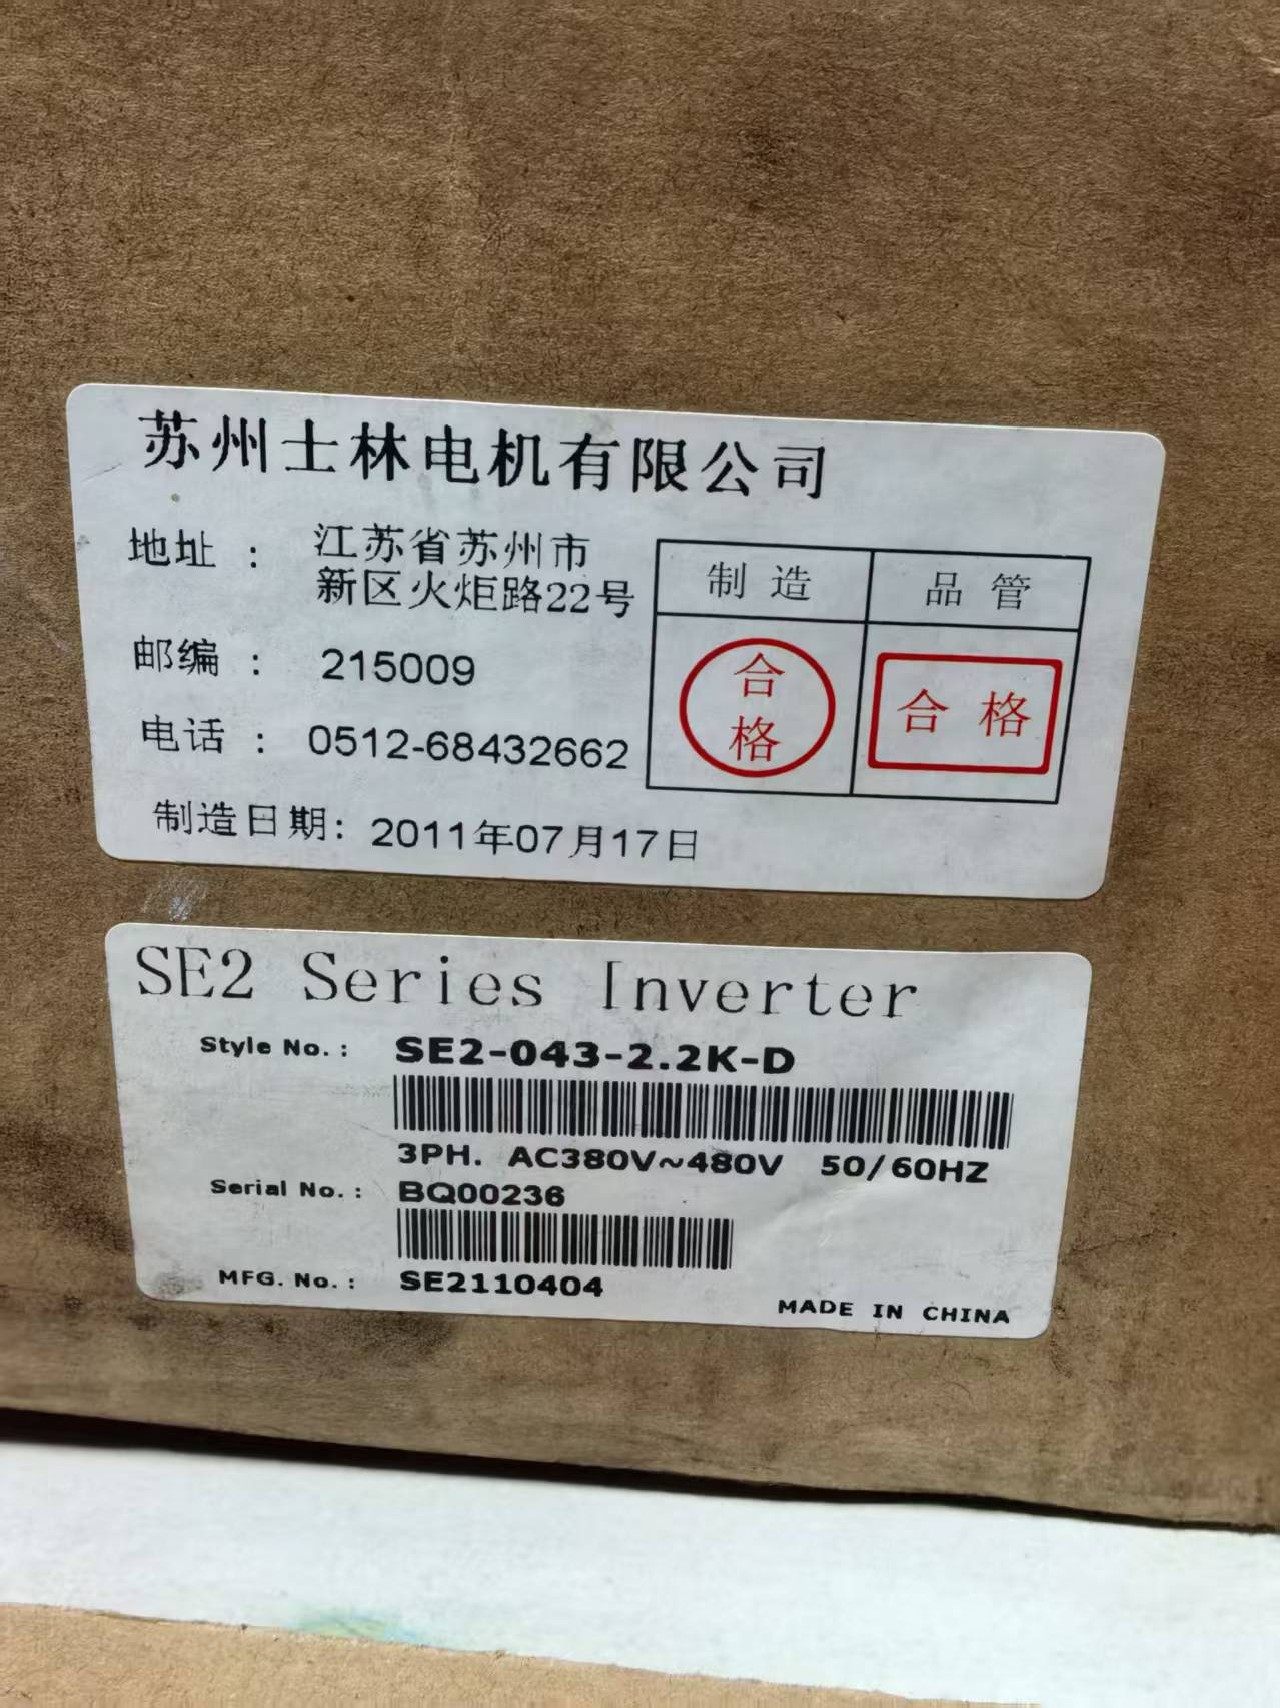 苏州士林电机有限公司
地址 : 江苏省苏州市
新区火炬路22号
制造 品管
合格 合格
邮编 : 215009
电话 : 0512-68432662
制造日期: 2011年07月17日
SE2 Series Inverter
Style No. : SE2-043-2.2K-D
3PH. AC380V~480V 50/60HZ
Serial No. : BQ00236
MFG. No. : SE2110404
MADE IN CHINA